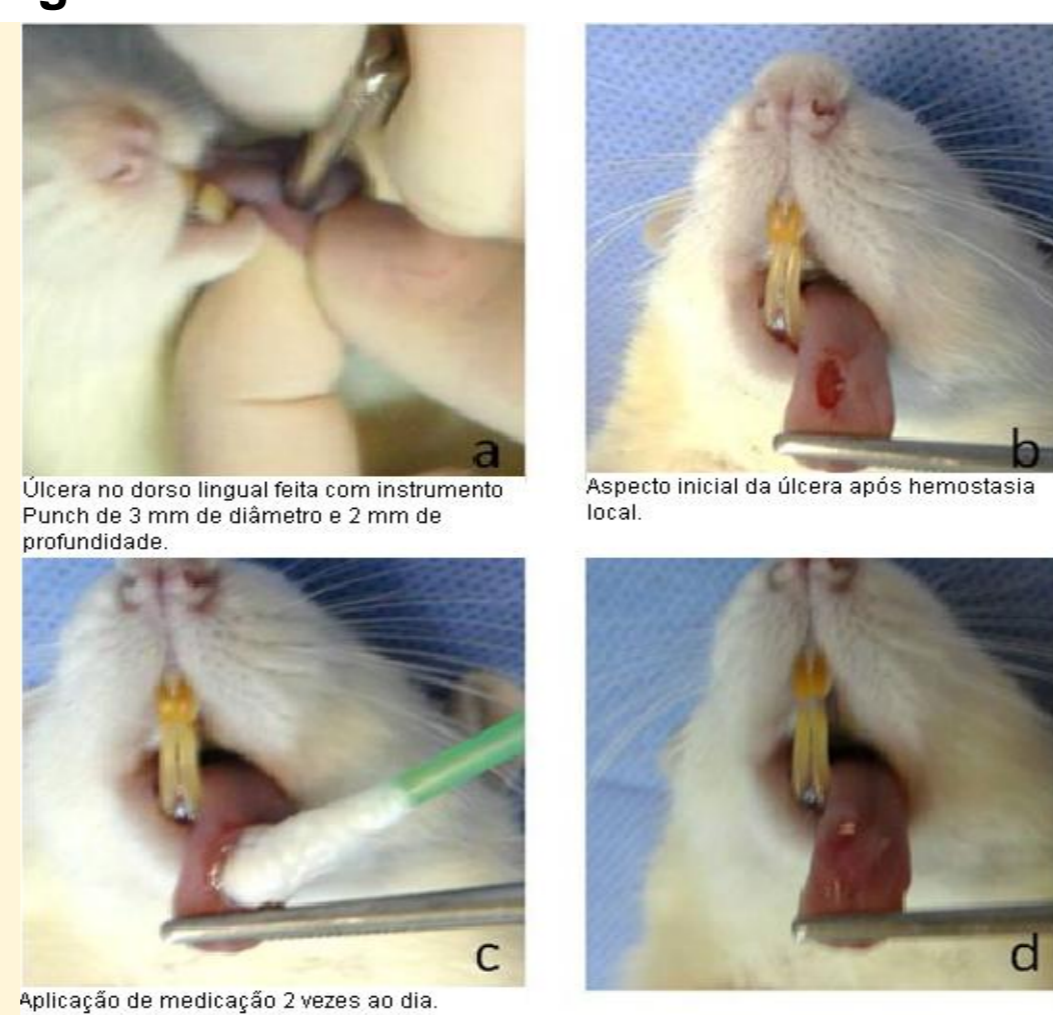 g
a
Úlcera no dorso lingual feita com instrumento
Punch de 3 mm de diâmetro e 2 mm de
profundidade.
b
Aspecto inicial da úlcera após hemostasia
local.
c
Aplicação de medicação 2 vezes ao dia.
d